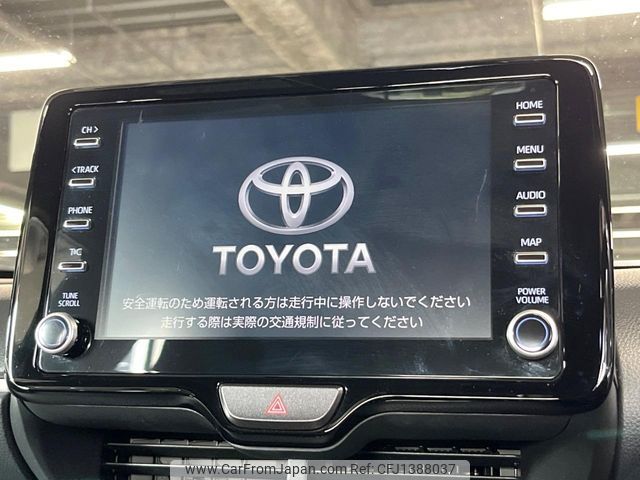 CH >
< TRACK
PHONE
T・C
TUNE
SCROLL
TOYOTA
安全運転のため運転される方は走行中に操作しないでください
走行する際は実際の交通規制に従ってください
HOME
MENU
AUDIO
MAP
POWER
VOLUME
www.CarFromJapan.com - CFJ1388037